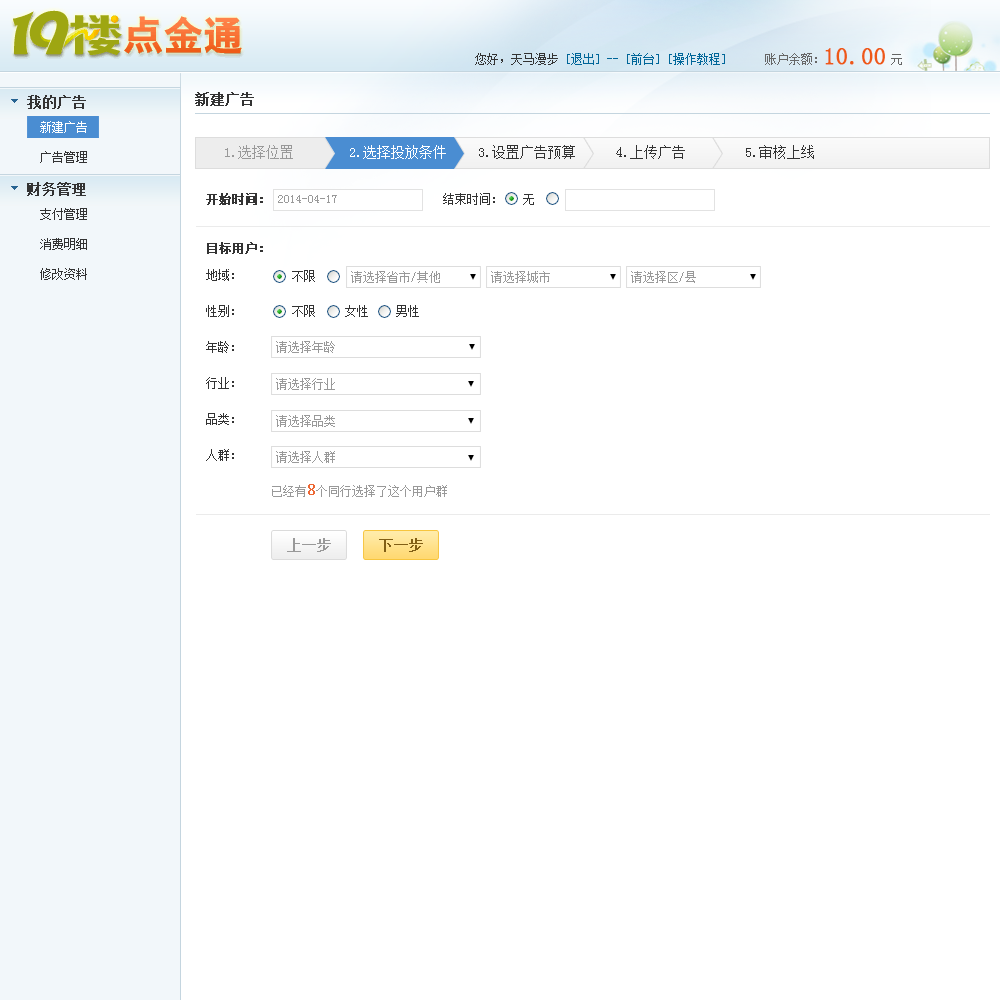 19楼点金通
您好，天马漫步 [退出] -- [前台] [操作教程] 账户余额：10.00 元
我的广告
新建广告
广告管理
财务管理
支付管理
消费明细
修改资料
新建广告
1.选择位置 2.选择投放条件 3.设置广告预算 4.上传广告 5.审核上线
开始时间： 2014-04-17 结束时间： 无
目标用户：
地域： 不限 请选择省市/其他 请选择城市 请选择区/县
性别： 不限 女性 男性
年龄： 请选择年龄
行业： 请选择行业
品类： 请选择品类
人群： 请选择人群
已经有8个同行选择了这个用户群
上一步 下一步